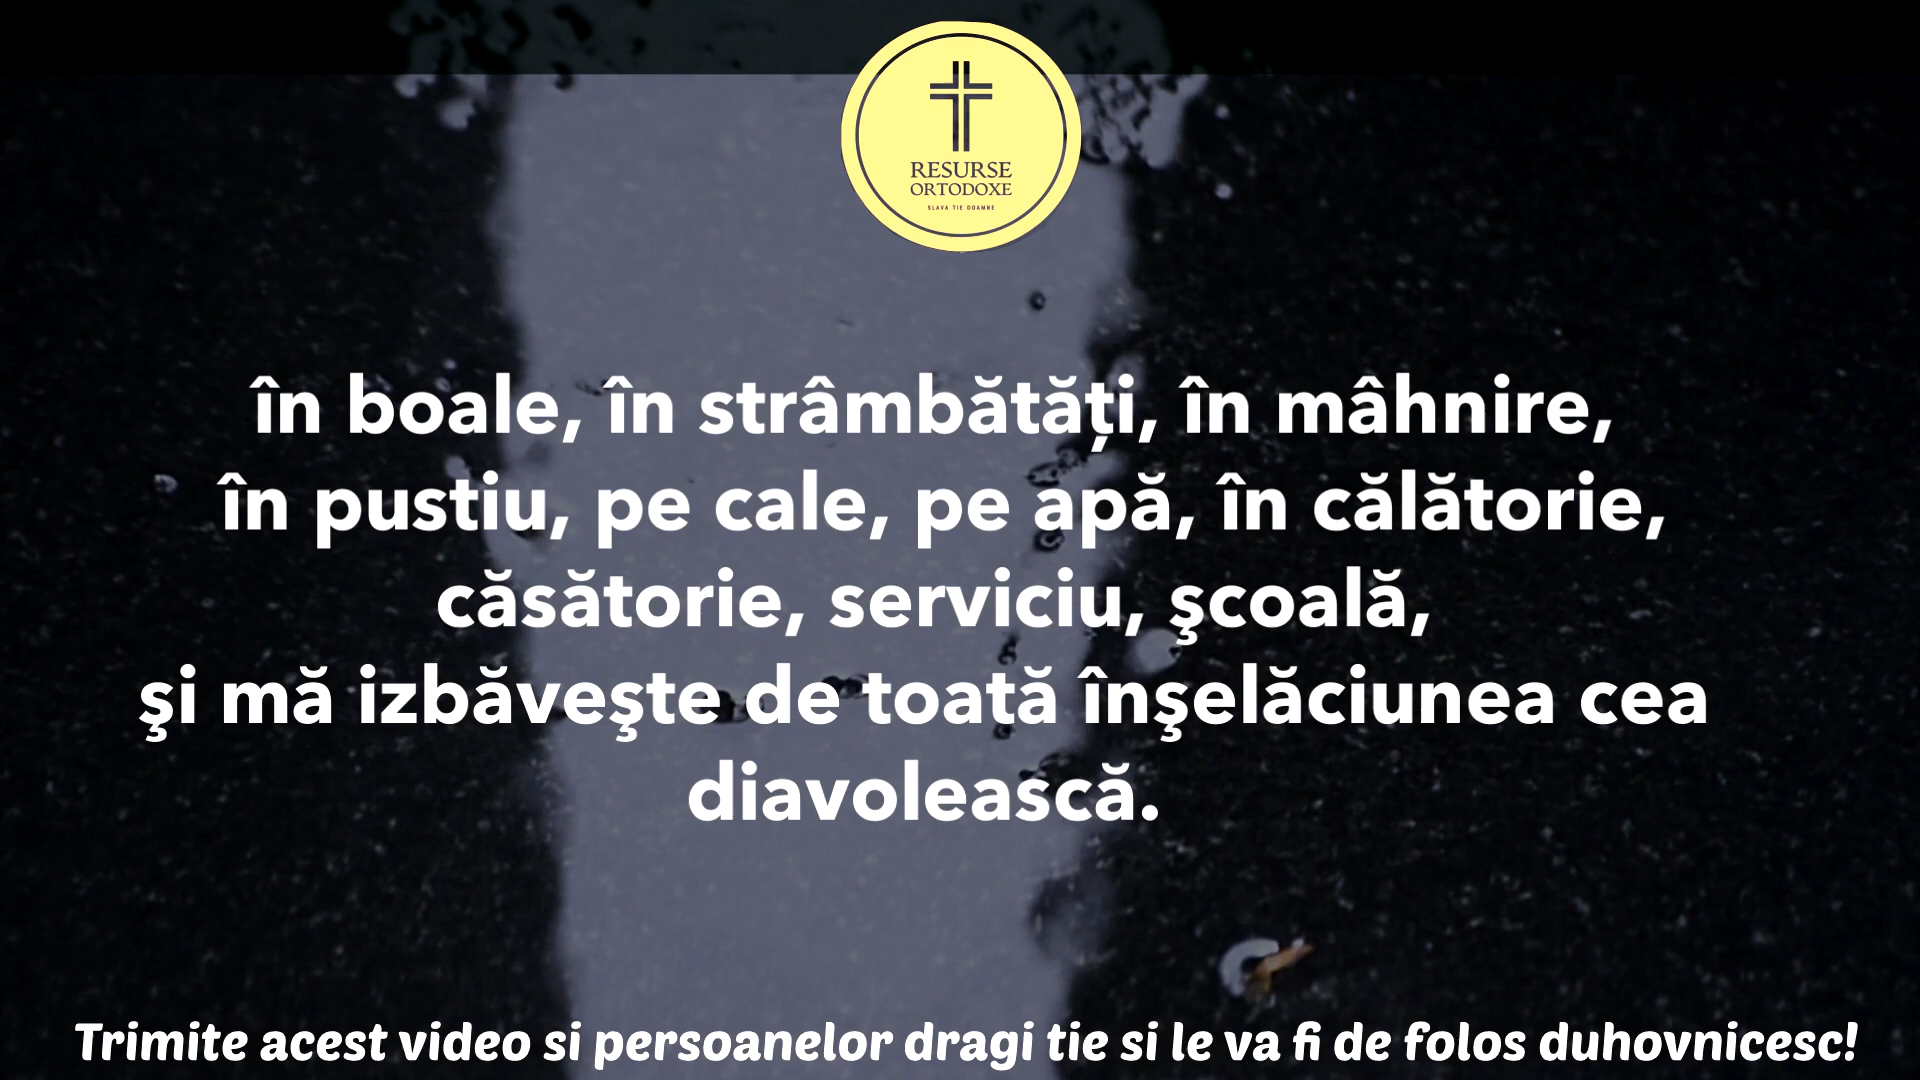 RESURSE
ORTODOXE
SLAVA TIE DOAMNE
în boale, în strâmbătăți, în mâhnire,
în pustiu, pe cale, pe apă, în călătorie,
căsătorie, serviciu, şcoală,
şi mă izbăveşte de toată înşelăciunea cea
diavolească.
Trimite acest video si persoanelor dragi tie si le va fi de folos duhovnicesc!